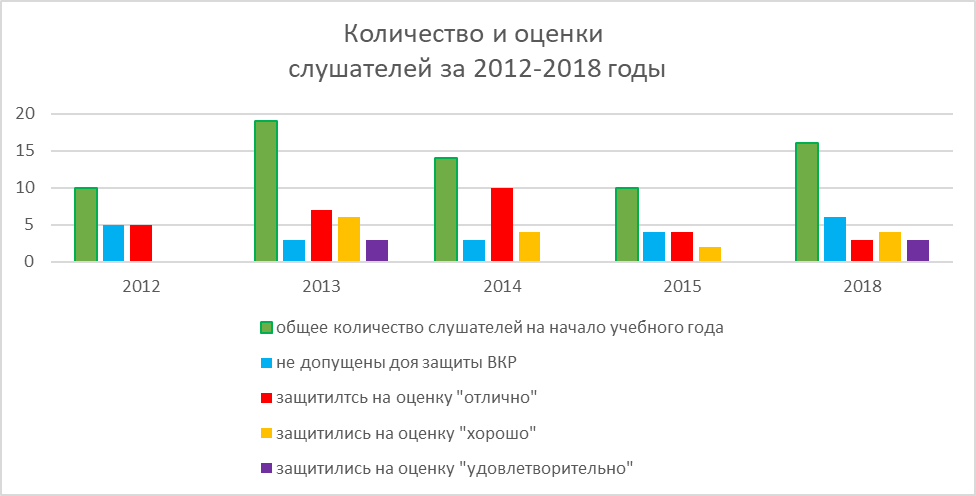 Количество и оценки
слушателей за 2012-2018 годы
20
15
10
5
0
2012 2013 2014 2015 2018
общее количество слушателей на начало учебного года
не допущены доя защиты ВКР
защитилтсь на оценку "отлично"
защитились на оценку "хорошо"
защитились на оценку "удовлетворительно"